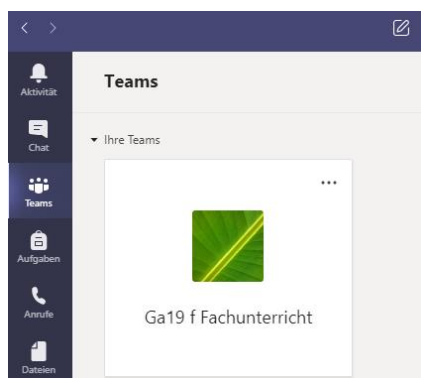 Aktivität
Chat
Teams
Aufgaben
Anrufe
Dateien
Teams
Ihre Teams
Ga19 f Fachunterricht